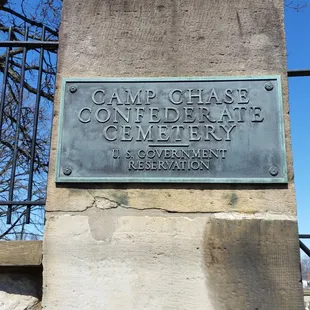 CAMP CHASE
CONFEDERATE
CEMETERY
U.S. GOVERNMENT
RESERVATION